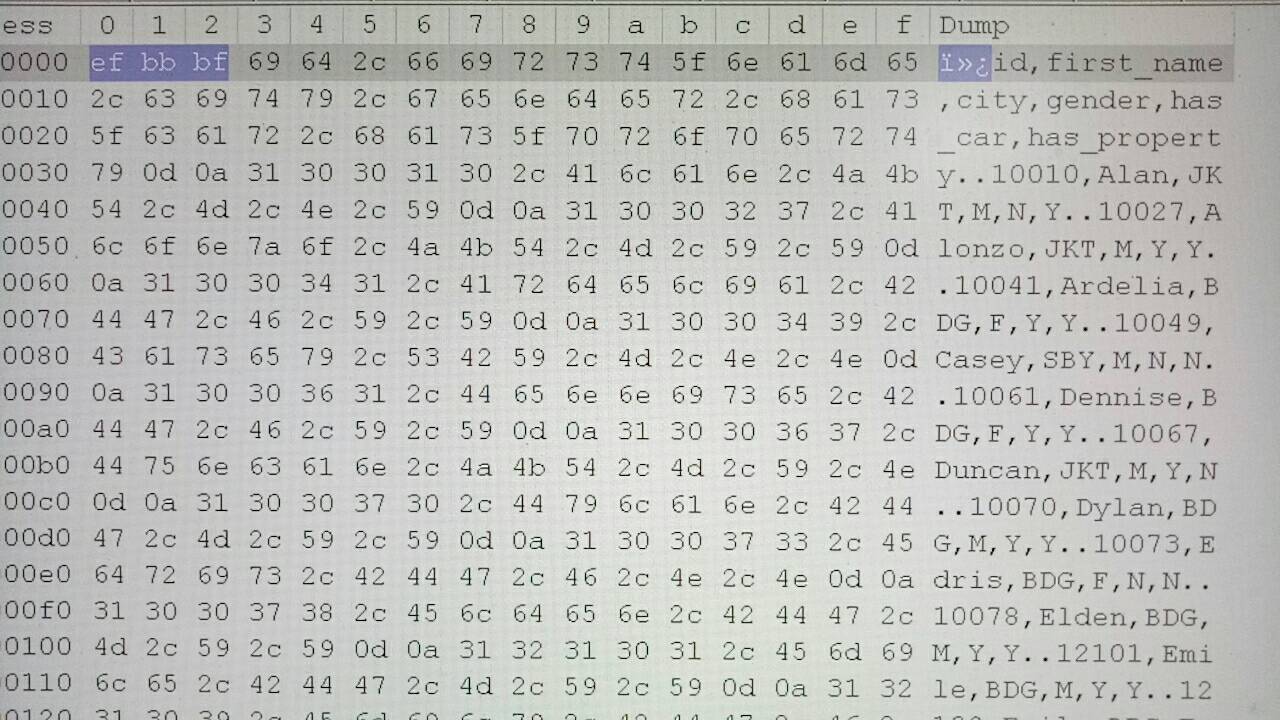 ess 0 1 2 3 4 5 6 7 8 9 a b c d e f Dump
0000 ef bb bf 69 64 2c 66 69 72 73 74 5f 6e 61 6d 65 id,first_name
0010 2c 63 69 74 79 2c 67 65 6e 64 65 72 2c 68 61 73 ,city,gender,has
0020 5f 63 61 72 2c 68 61 73 5f 70 72 6f 70 65 72 74 _car,has_propert
0030 79 0d 0a 31 30 30 31 30 2c 41 6c 61 6e 2c 4a 4b y..10010,Alan,JK
0040 54 2c 4d 2c 4e 2c 59 0d 0a 31 30 30 32 37 2c 41 T,M,N,Y..10027,A
0050 6c 6f 6e 7a 6f 2c 4a 4b 54 2c 4d 2c 59 2c 59 0d lonzo,JKT,M,Y,Y.
0060 0a 31 30 30 34 31 2c 41 72 64 65 6c 69 61 2c 42 .10041,Ardelia,B
0070 44 47 2c 46 2c 59 2c 59 0d 0a 31 30 30 34 39 2c DG,F,Y,Y..10049,
0080 43 61 73 65 79 2c 53 42 59 2c 4d 2c 4e 2c 4e 0d Casey,SBY,M,N,N.
0090 0a 31 30 30 36 31 2c 44 65 6e 6e 69 73 65 2c 42 .10061,Dennise,B
00a0 44 47 2c 46 2c 59 2c 59 0d 0a 31 30 30 36 37 2c DG,F,Y,Y..10067,
00b0 44 75 6e 63 61 6e 2c 4a 4b 54 2c 4d 2c 59 2c 4e Duncan,JKT,M,Y,N
00c0 0d 0a 31 30 30 37 30 2c 44 79 6c 61 6e 2c 42 44 ..10070,Dylan,BD
00d0 47 2c 4d 2c 59 2c 59 0d 0a 31 30 30 37 33 2c 45 G,M,Y,Y..10073,E
00e0 64 72 69 73 2c 42 44 47 2c 46 2c 4e 2c 4e 0d 0a dris,BDG,F,N,N..
00f0 31 30 30 37 38 2c 45 6c 64 65 6e 2c 42 44 47 2c 10078,Elden,BDG,
00100 4d 2c 59 2c 59 0d 0a 31 32 31 30 31 2c 45 6d 69 M,Y,Y..12101,Emi
00110 6c 65 2c 42 44 47 2c 4d 2c 59 2c 59 0d 0a 31 32 le,BDG,M,Y,Y..12